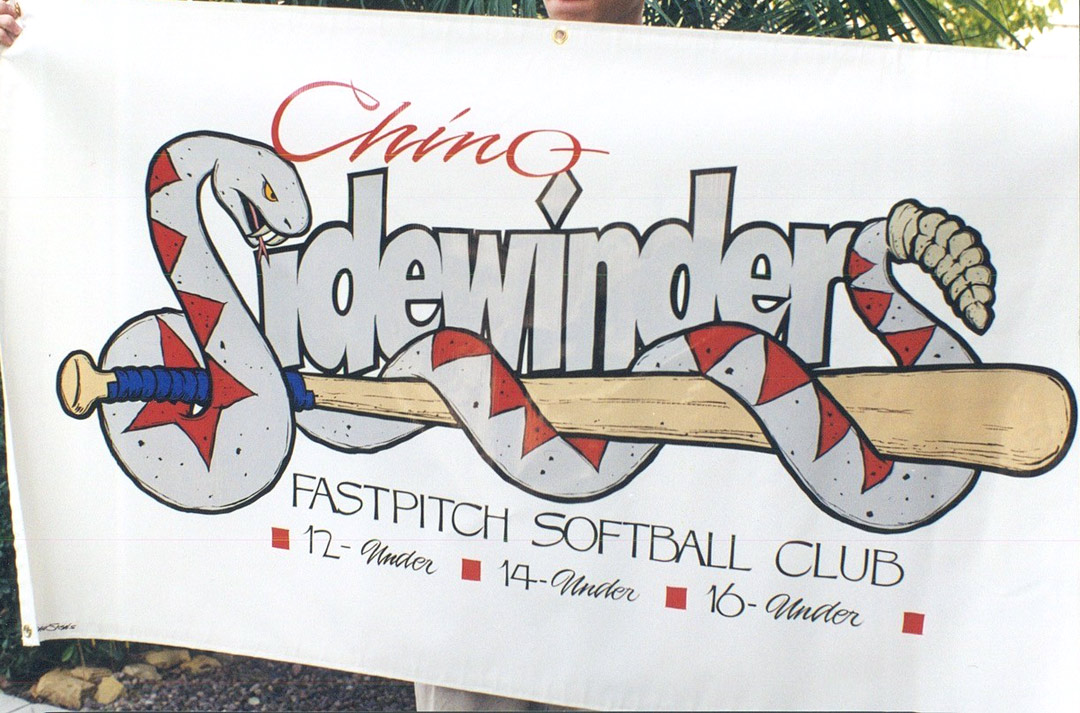 Chino
Sidewinders
FASTPITCH SOFTBALL CLUB
12-Under 14-Under 16-Under